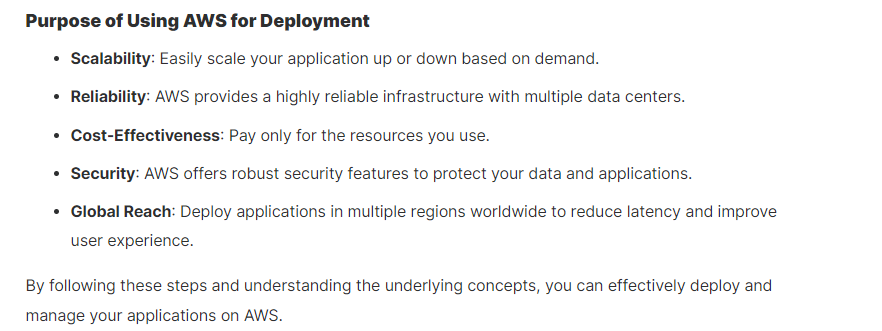 Purpose of Using AWS for Deployment
• Scalability: Easily scale your application up or down based on demand.
• Reliability: AWS provides a highly reliable infrastructure with multiple data centers.
• Cost-Effectiveness: Pay only for the resources you use.
• Security: AWS offers robust security features to protect your data and applications.
• Global Reach: Deploy applications in multiple regions worldwide to reduce latency and improve
user experience.
By following these steps and understanding the underlying concepts, you can effectively deploy and
manage your applications on AWS.